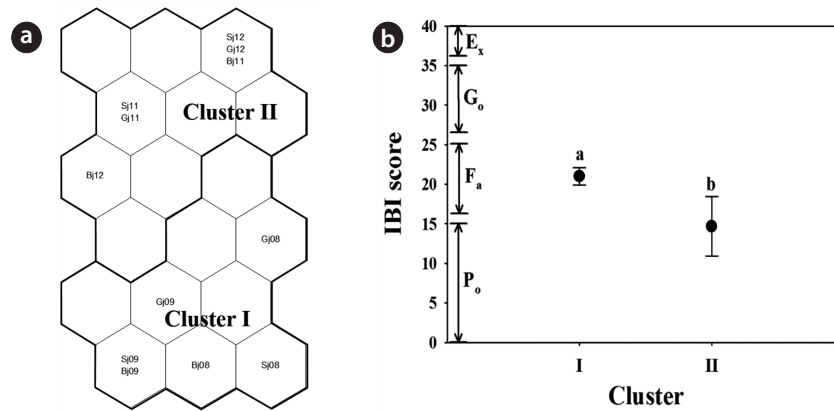 a
Sj12
Gj12
Bj11
Sj11
Gj11
Cluster II
Bj12
Gj08
Gj09
Cluster I
Sj09
Bj09
Bj08
Sj08
b
40
35
30
25
20
15
10
5
0
IBI score
Ex
Go
Fa
Po
a
b
I
II
Cluster